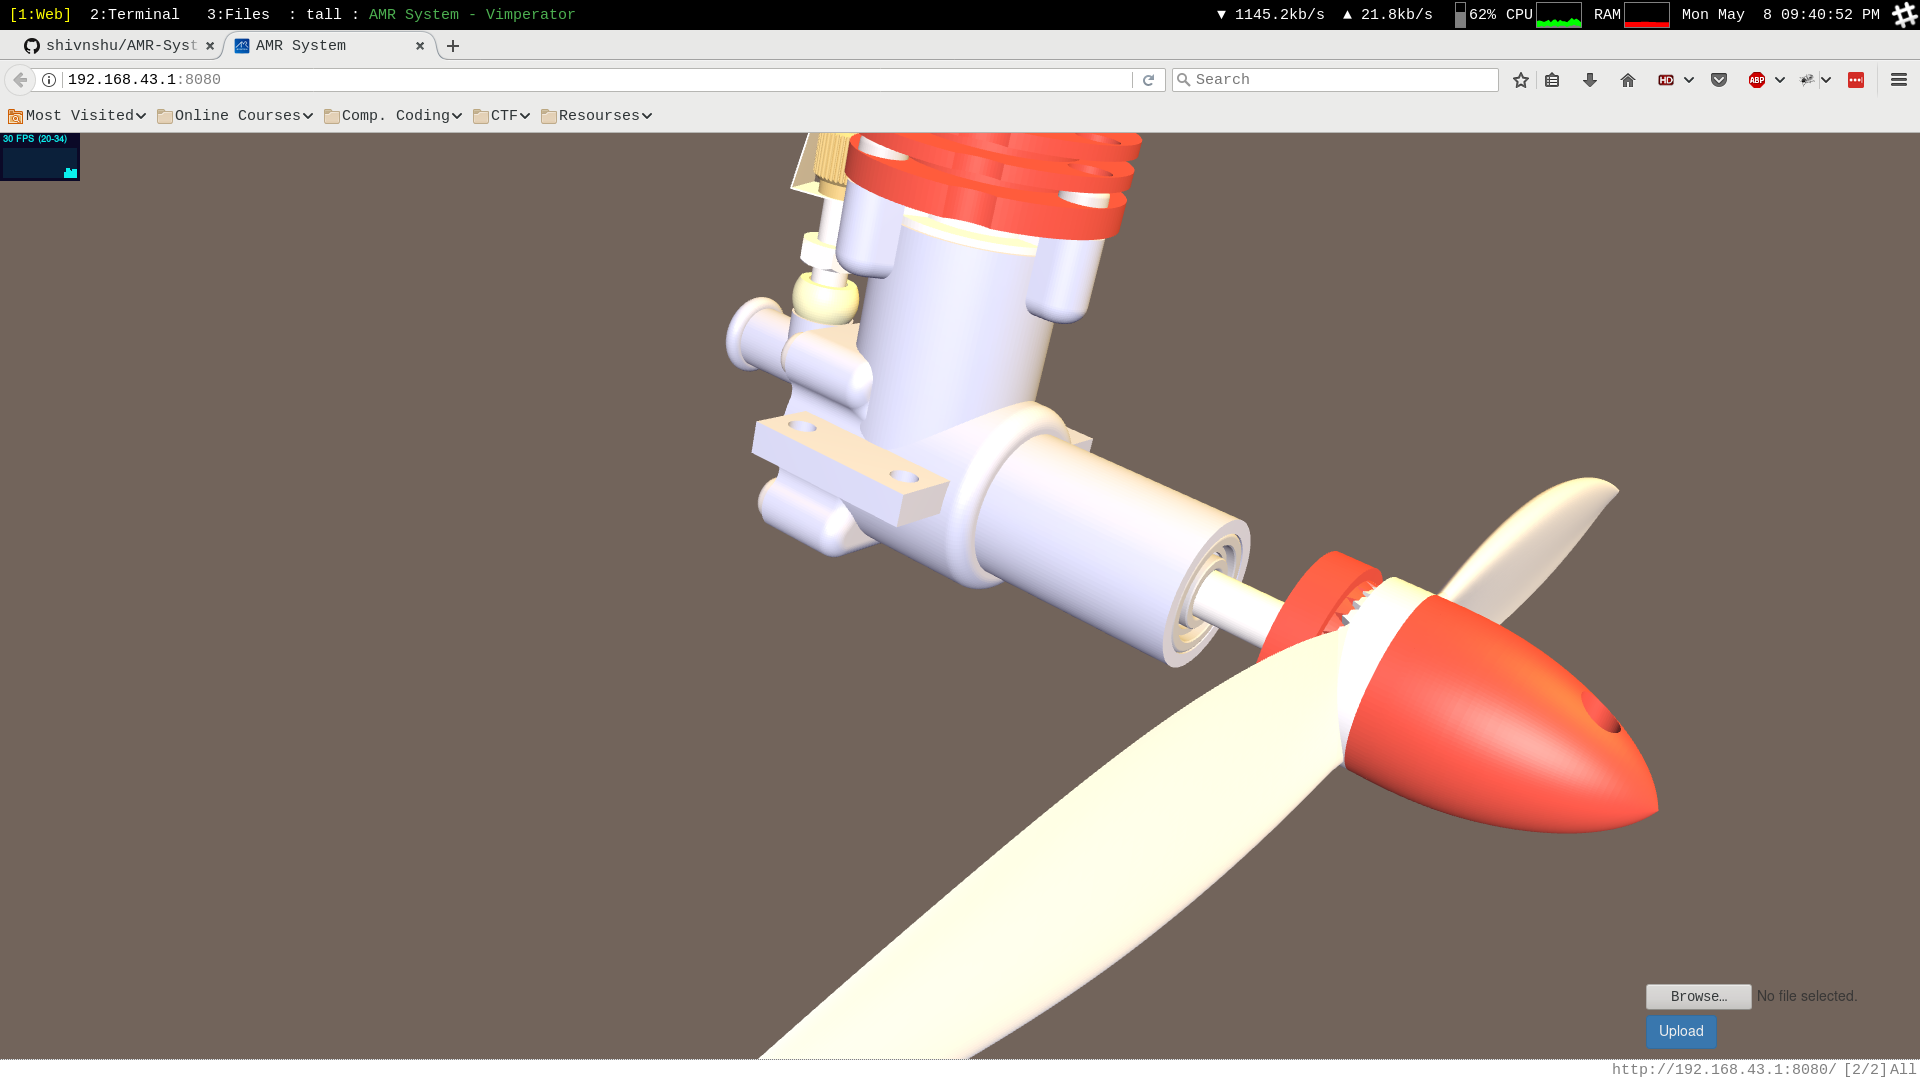 [1:Web] 2:Terminal 3:Files : tall : AMR System - Vimperator ▼ 1145.2kb/s ▲ 21.8kb/s 62% CPU RAM Mon May 8 09:40:52 PM
shivnshu/AMR-Syst × AMR System × +
192.168.43.1:8080 Search HD ABP
Most Visited Online Courses Comp. Coding CTF Resourses
30 FPS (20-34)
Browse… No file selected.
Upload
http://192.168.43.1:8080/ [2/2] All